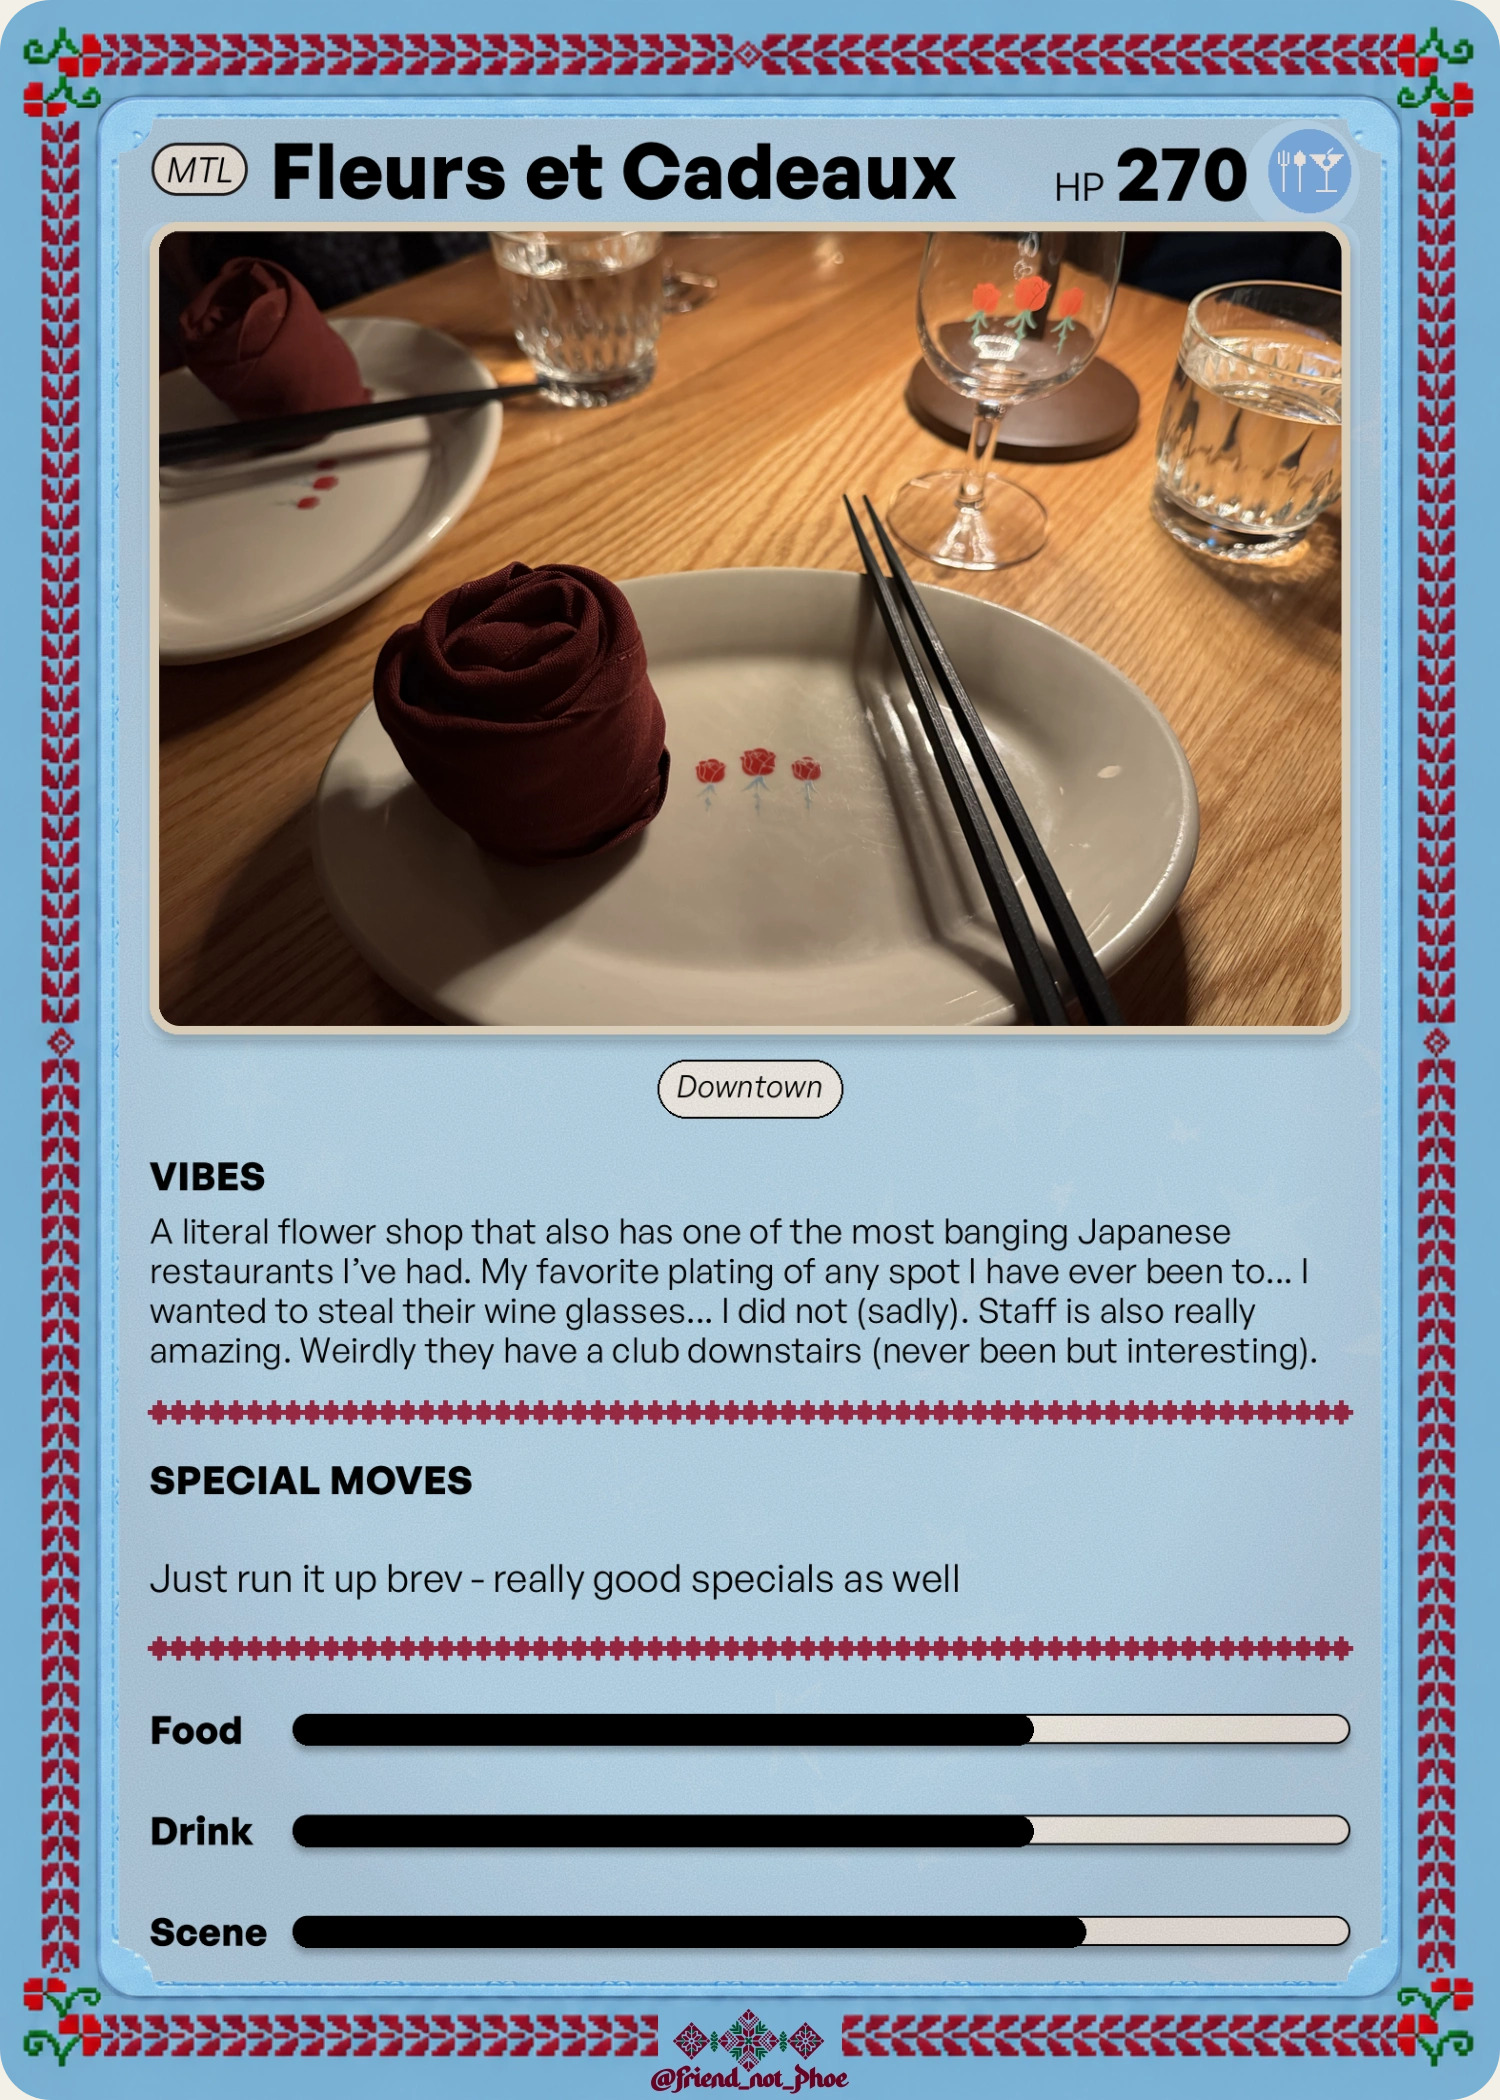 MTL Fleurs et Cadeaux HP 270
Downtown
VIBES
A literal flower shop that also has one of the most banging Japanese
restaurants I've had. My favorite plating of any spot I have ever been to... I
wanted to steal their wine glasses... I did not (sadly). Staff is also really
amazing. Weirdly they have a club downstairs (never been but interesting).
SPECIAL MOVES
Just run it up brev - really good specials as well
Food
Drink
Scene
@friend_not_phoe